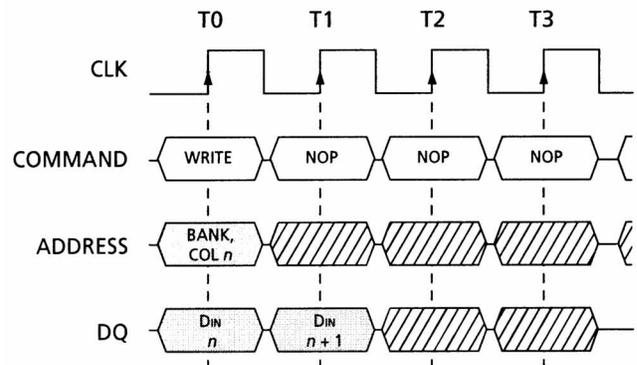 T0 T1 T2 T3
CLK
COMMAND WRITE NOP NOP NOP
ADDRESS BANK,
COL n
DQ DIN DIN
n n + 1